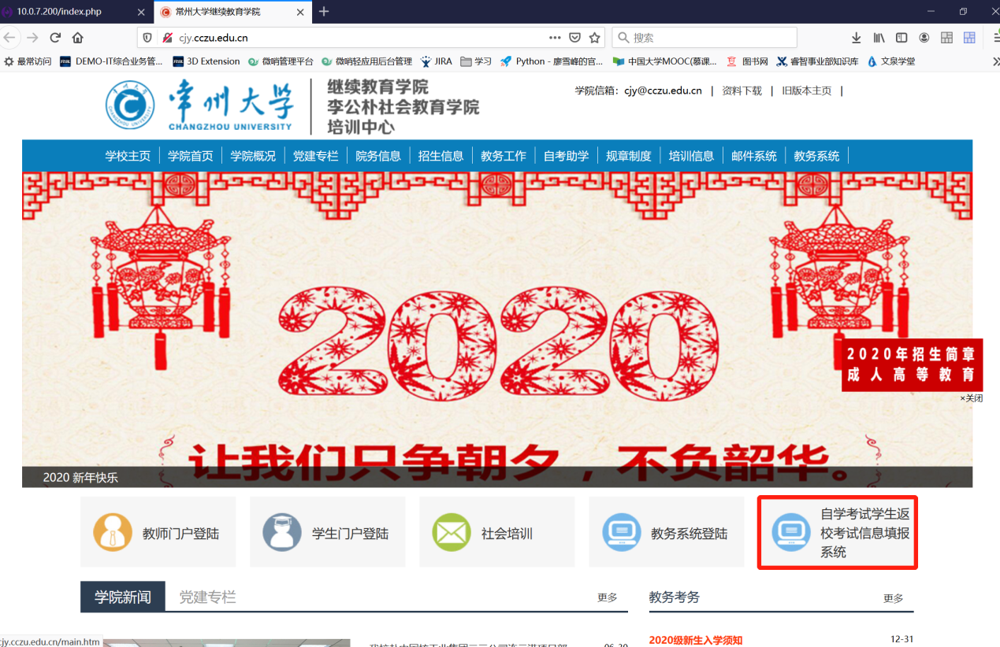 10.0.7.200/index.php
常州大学继续教育学院
cjy.cczu.edu.cn
搜索
最常访问
DEMO-IT综合业务管...
3D Extension
微哨管理平台
微哨轻应用后台管理
JIRA
学习
Python - 廖雪峰的官...
中国大学MOOC(慕课...
图书网
睿智事业部知识库
文泉学堂
常州大学
CHANGZHOU UNIVERSITY
继续教育学院
李公朴社会教育学院
培训中心
学院信箱：cjy@cczu.edu.cn | 资料下载 | 旧版本主页 |
学校主页 学院首页 学院概况 党建专栏 院务信息 招生信息 教务工作 自考助学 规章制度 培训信息 邮件系统 教务系统
2020
2020年招生简章
成人高等教育
×关闭
让我们只争朝夕，不负韶华。
2020 新年快乐
教师门户登陆
学生门户登陆
社会培训
教务系统登陆
自学考试学生返
校考试信息填报
系统
学院新闻 党建专栏 更多
教务考务 更多
2020级新生入学须知 12-31
cjy.cczu.edu.cn/main.htm